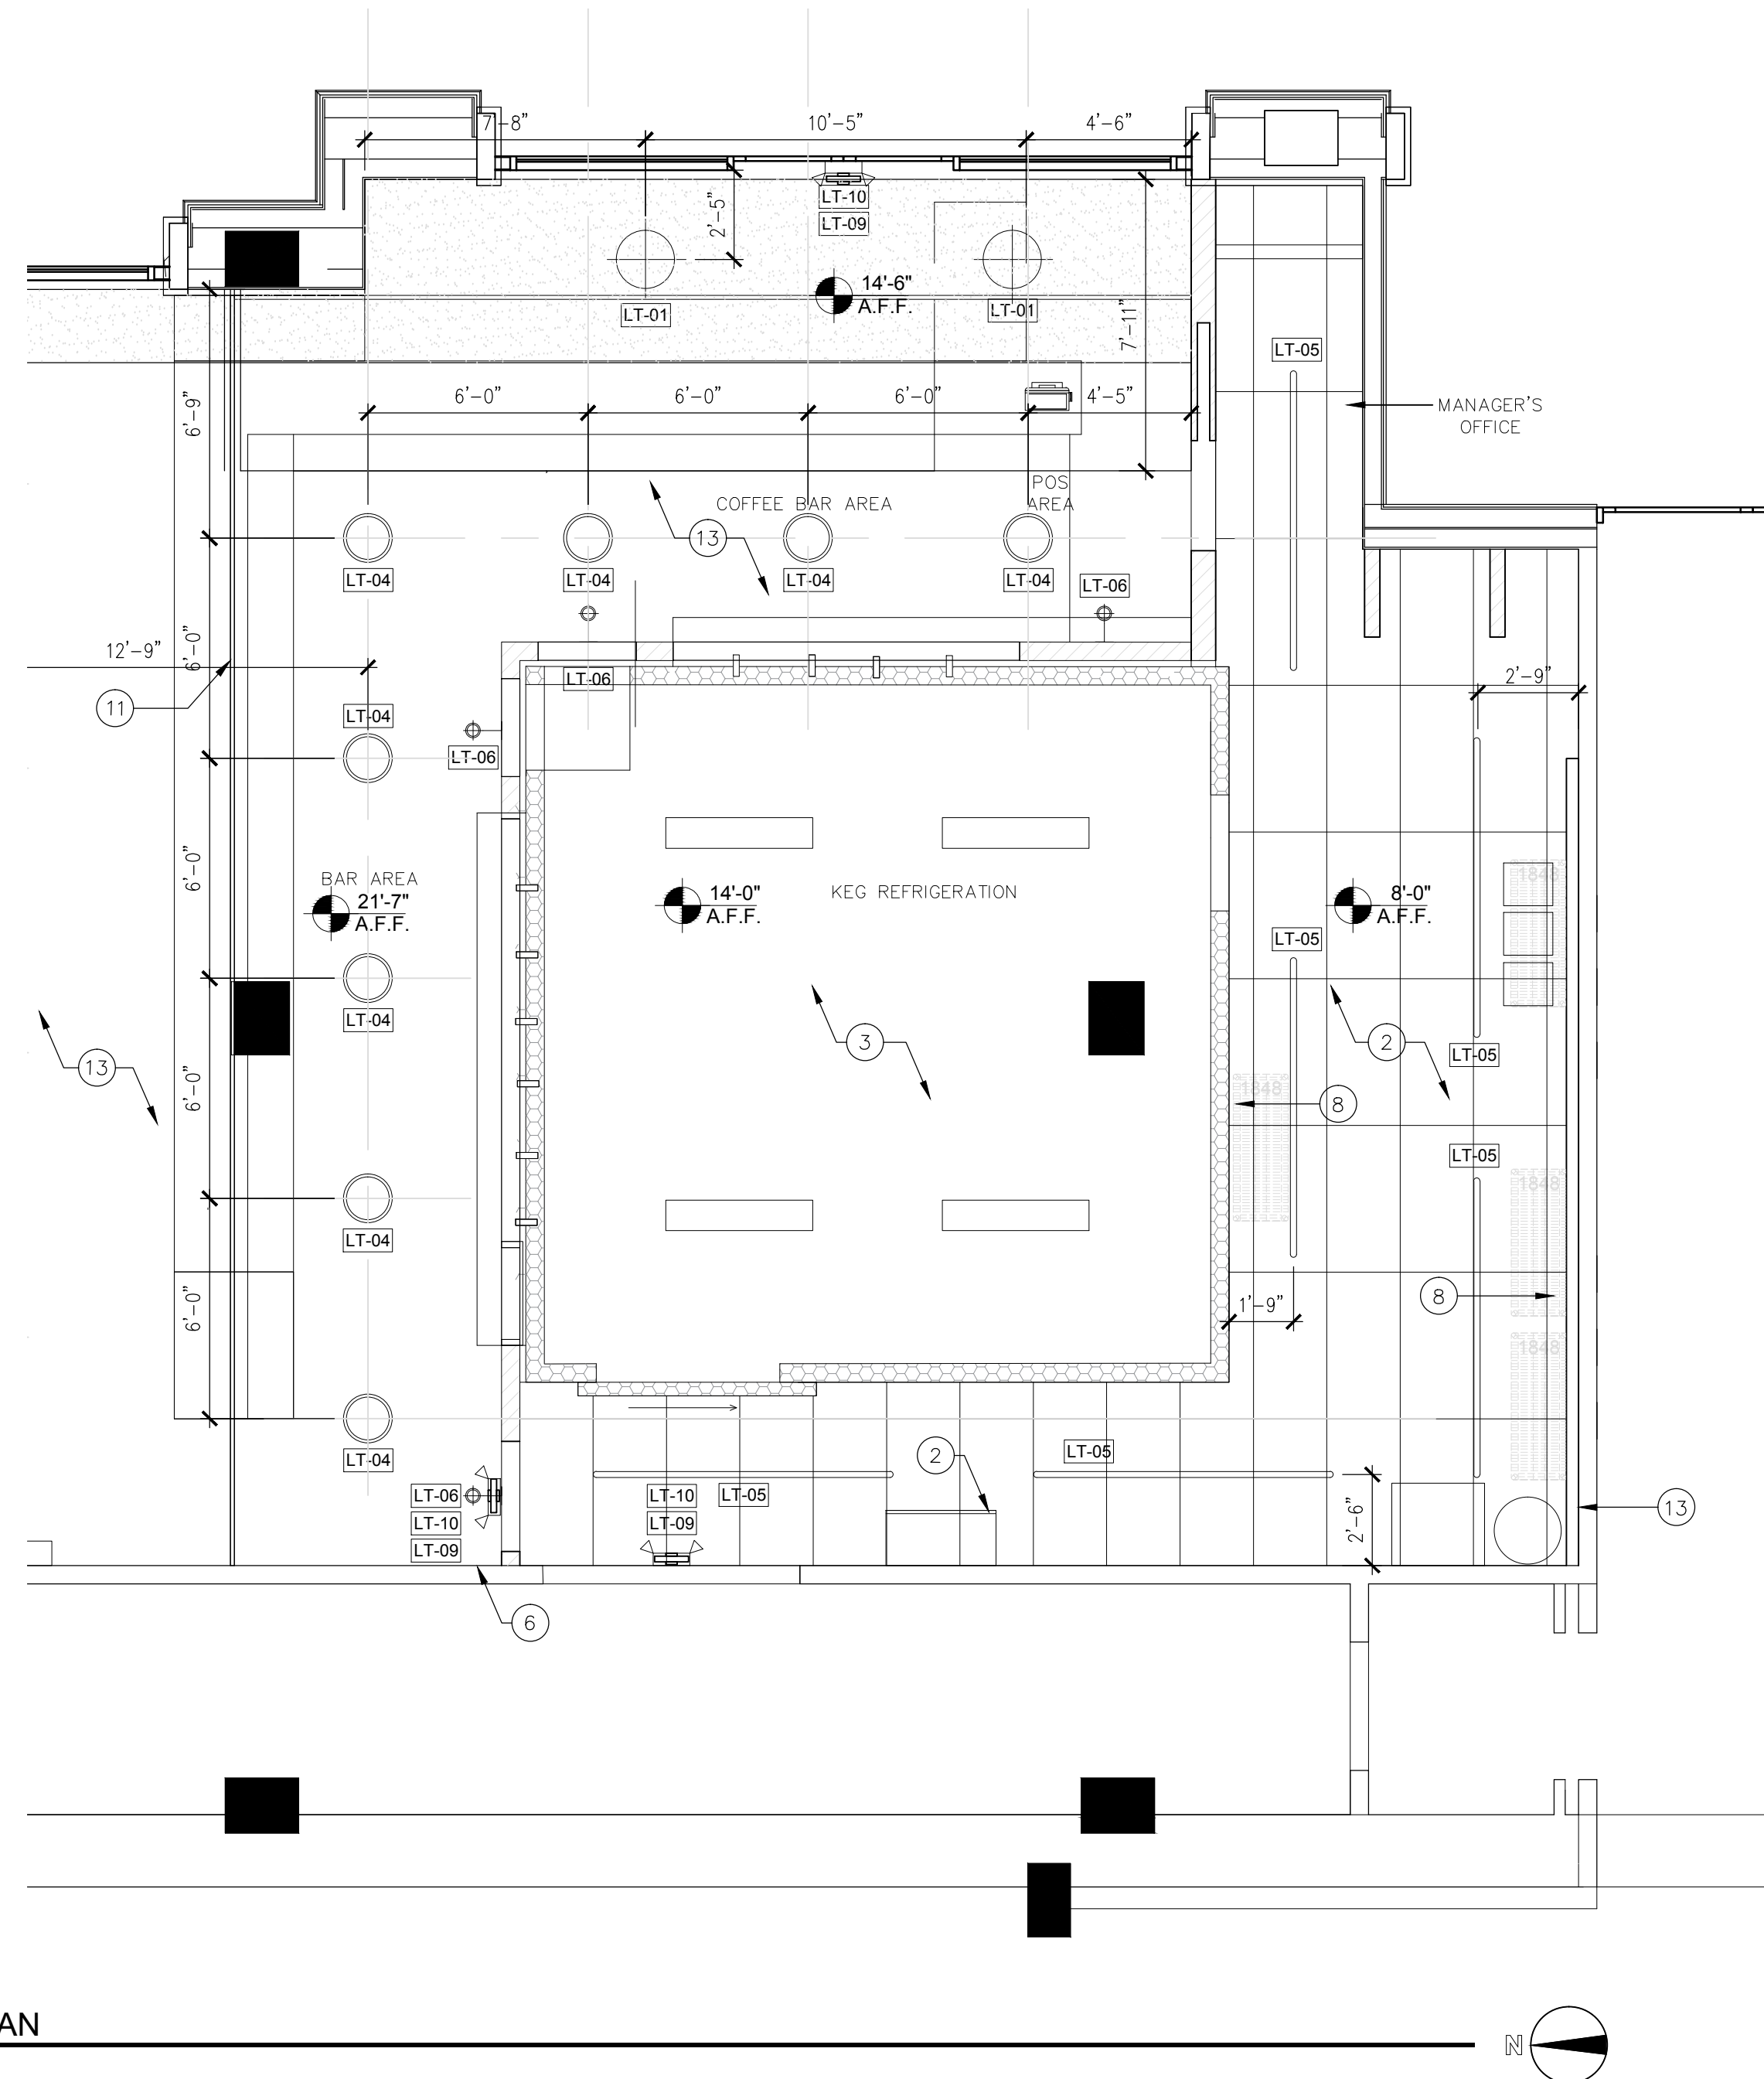 7'-8" 10'-5" 4'-6"
LT-10
LT-09
2'-5"
14'-6"
A.F.F.
LT-01 LT-01
7'-11"
LT-05
6'-9"
6'-0" 6'-0" 6'-0" 4'-5"
MANAGER'S
OFFICE
COFFEE BAR AREA
POS
AREA
13
LT-04 LT-04 LT-04 LT-04
LT-06
12'-9"
6'-0"
LT-06
2'-9"
11
LT-04
LT-06
6'-0"
BAR AREA
21'-7"
A.F.F.
14'-0"
A.F.F.
KEG REFRIGERATION
8'-0"
A.F.F.
1848
LT-05
LT-04
3
2
LT-05
13
6'-0"
1848
8
LT-05
1848
LT-04
6'-0"
1'-9"
8
1848
LT-04
2
LT-05
LT-06
LT-10
LT-09
LT-10
LT-09
LT-05
2'-6"
13
6
AN
N